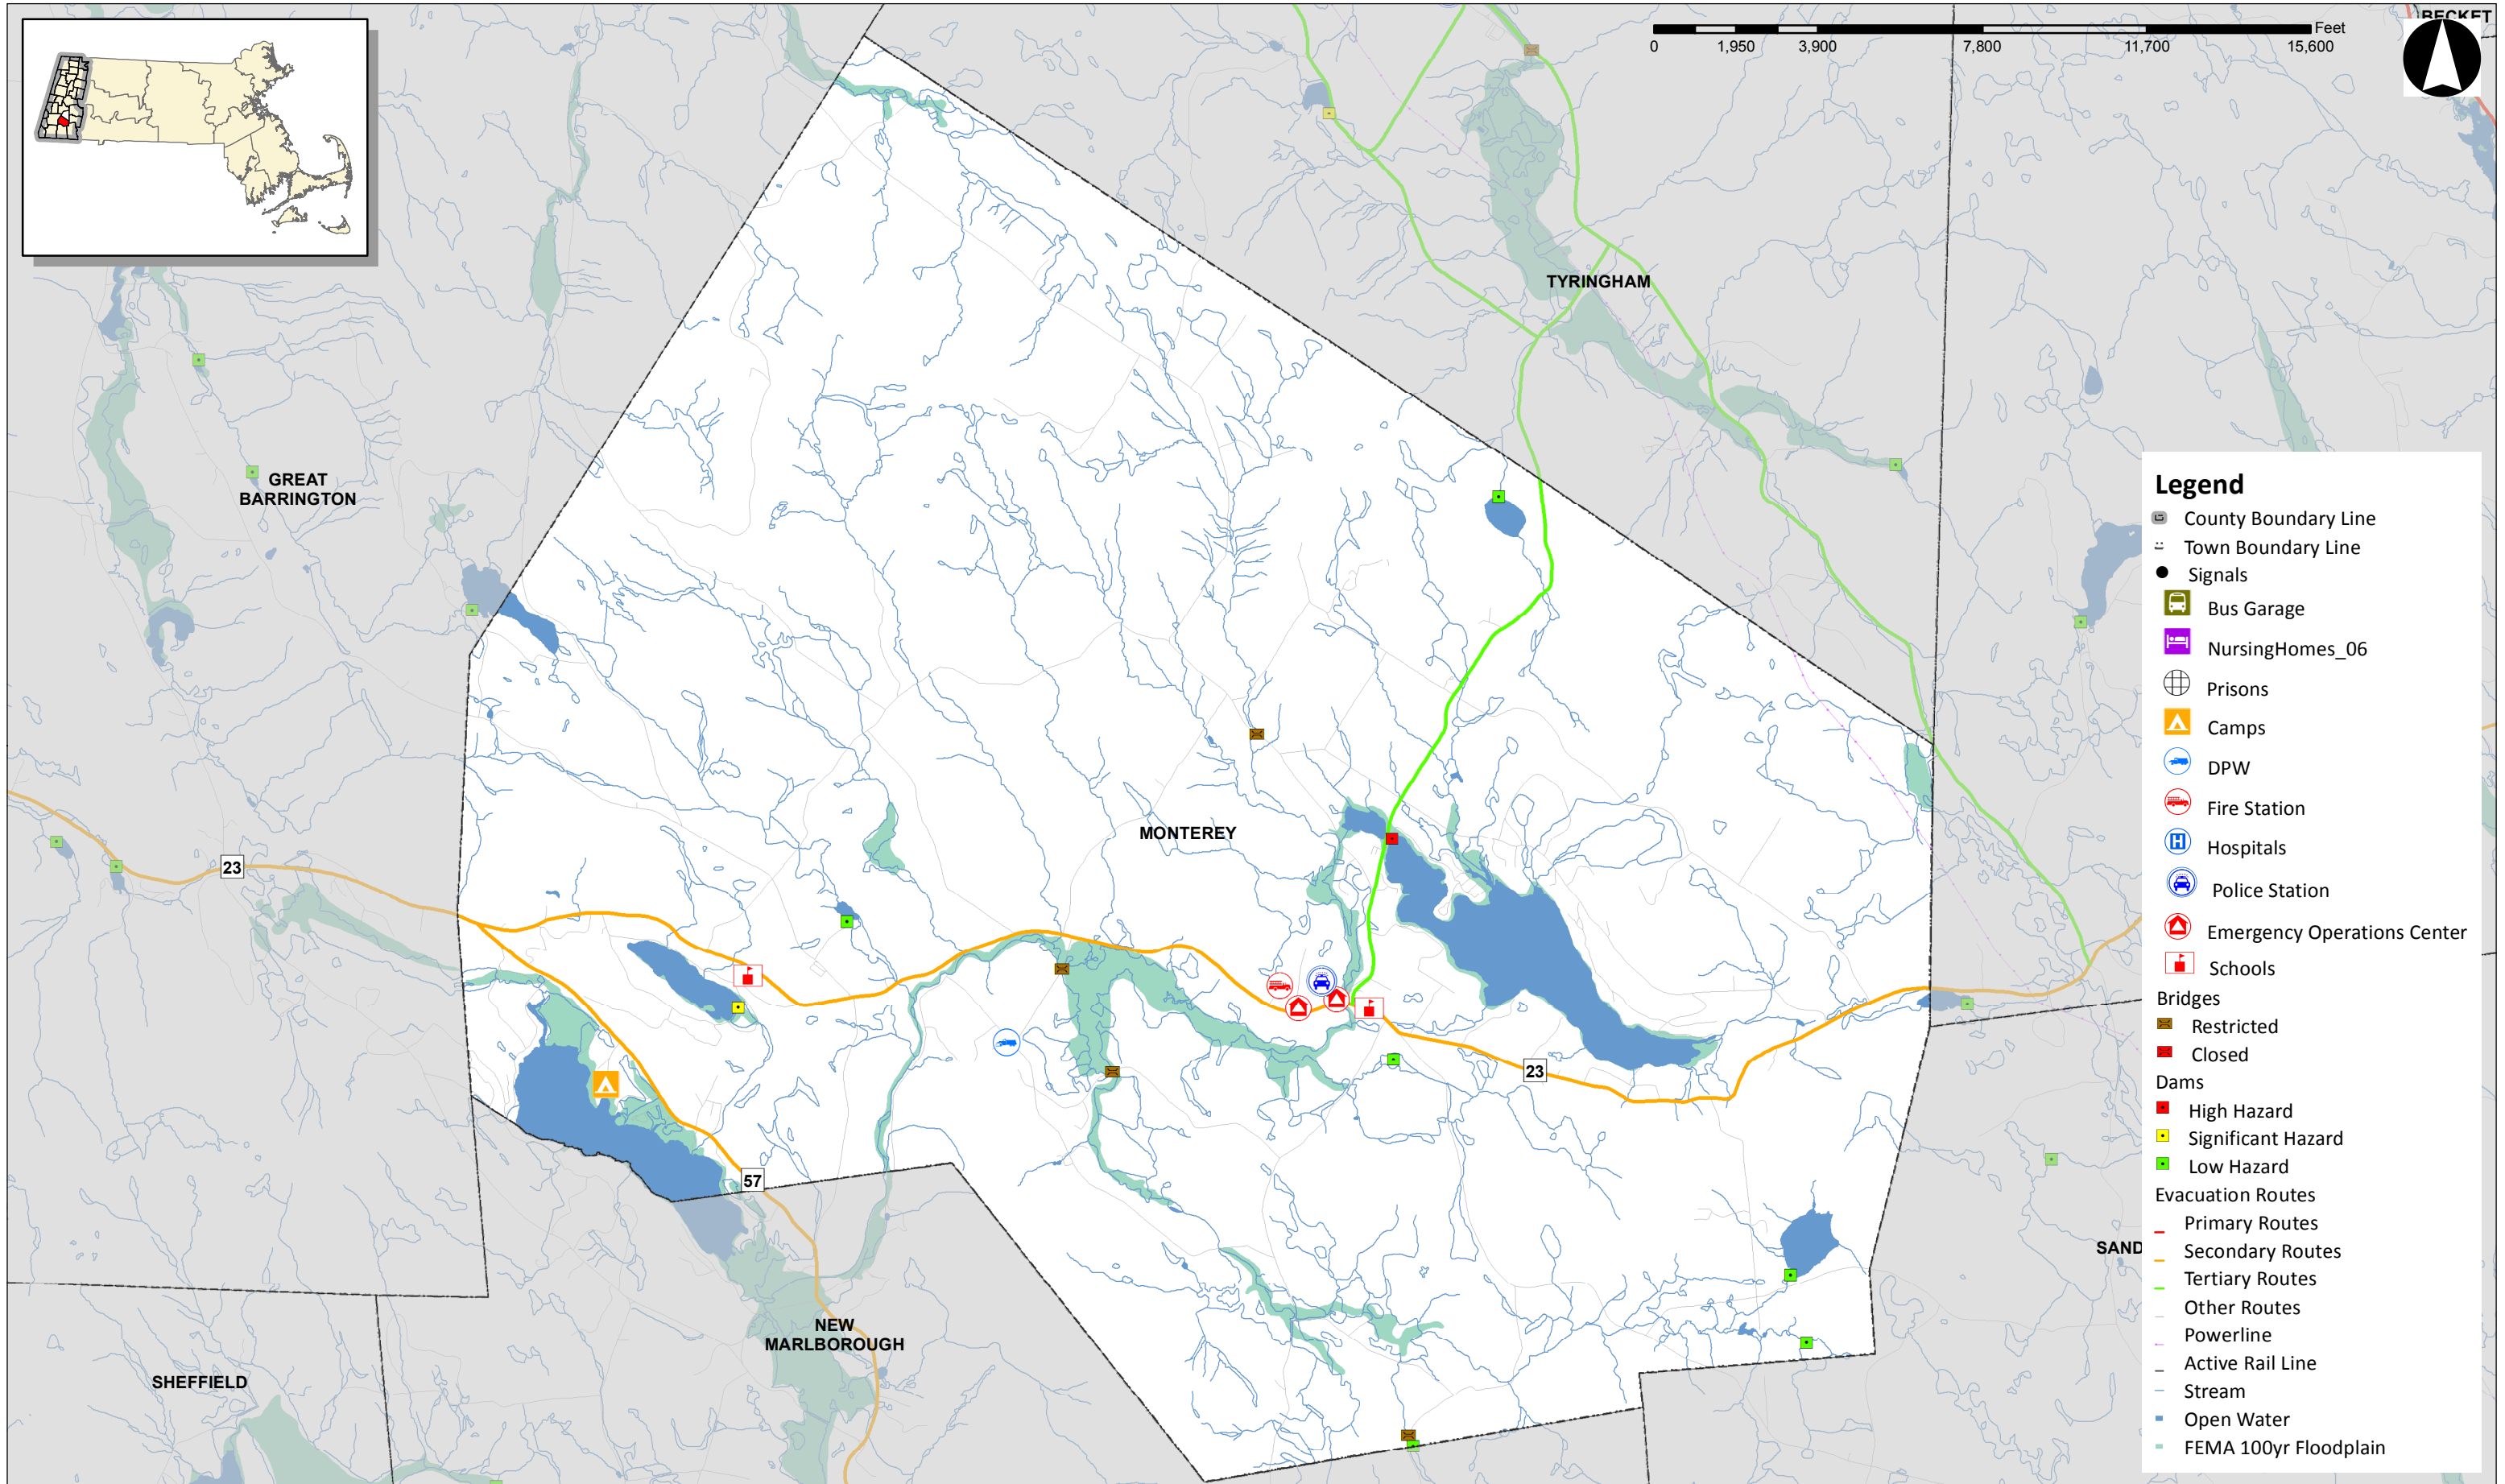 BECKET
Feet
0 1,950 3,900 7,800 11,700 15,600
TYRINGHAM
GREAT
BARRINGTON
MONTEREY
23
23
57
SAND
NEW
MARLBOROUGH
SHEFFIELD
Legend
County Boundary Line
Town Boundary Line
Signals
Bus Garage
NursingHomes_06
Prisons
Camps
DPW
Fire Station
H
Hospitals
Police Station
Emergency Operations Center
Schools
Bridges
Restricted
Closed
Dams
High Hazard
Significant Hazard
Low Hazard
Evacuation Routes
Primary Routes
Secondary Routes
Tertiary Routes
Other Routes
Powerline
Active Rail Line
Stream
Open Water
FEMA 100yr Floodplain